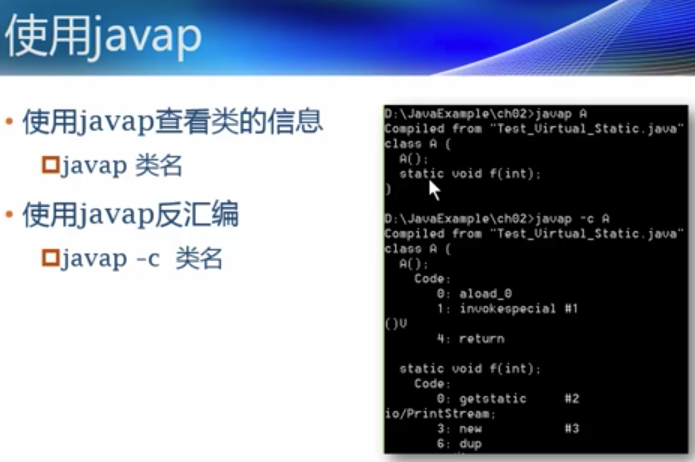 使用javap
使用javap查看类的信息
javap 类名
使用javap反汇编
javap -c 类名
D:\JavaExample\ch02>javap A
Compiled from "Test_Virtual_Static.java"
class A {
A();
static void f(int);
}
D:\JavaExample\ch02>javap -c A
Compiled from "Test_Virtual_Static.java"
class A {
A();
Code:
0: aload_0
1: invokespecial #1
()V
4: return
static void f(int);
Code:
0: getstatic #2
io/PrintStream;
3: new #3
6: dup